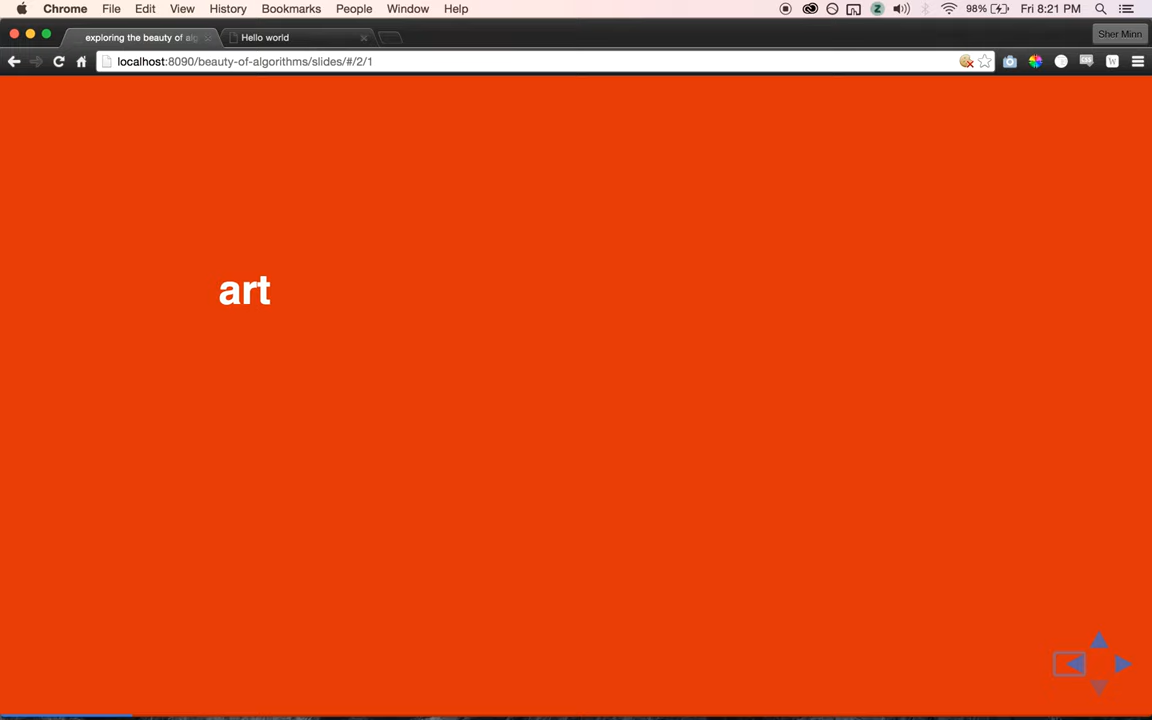 Chrome File Edit View History Bookmarks People Window Help 98% Fri 8:21 PM
exploring the beauty of alg Hello world Sher Minn
localhost:8090/beauty-of-algorithms/slides/#/2/1
art